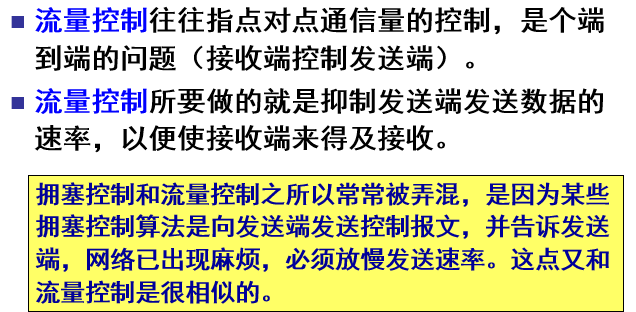 流量控制往往指点对点通信量的控制，是个端
到端的问题（接收端控制发送端）。
流量控制所要做的就是抑制发送端发送数据的
速率，以便使接收端来得及接收。
拥塞控制和流量控制之所以常常被弄混，是因为某些
拥塞控制算法是向发送端发送控制报文，并告诉发送
端，网络已出现麻烦，必须放慢发送速率。这点又和
流量控制是很相似的。